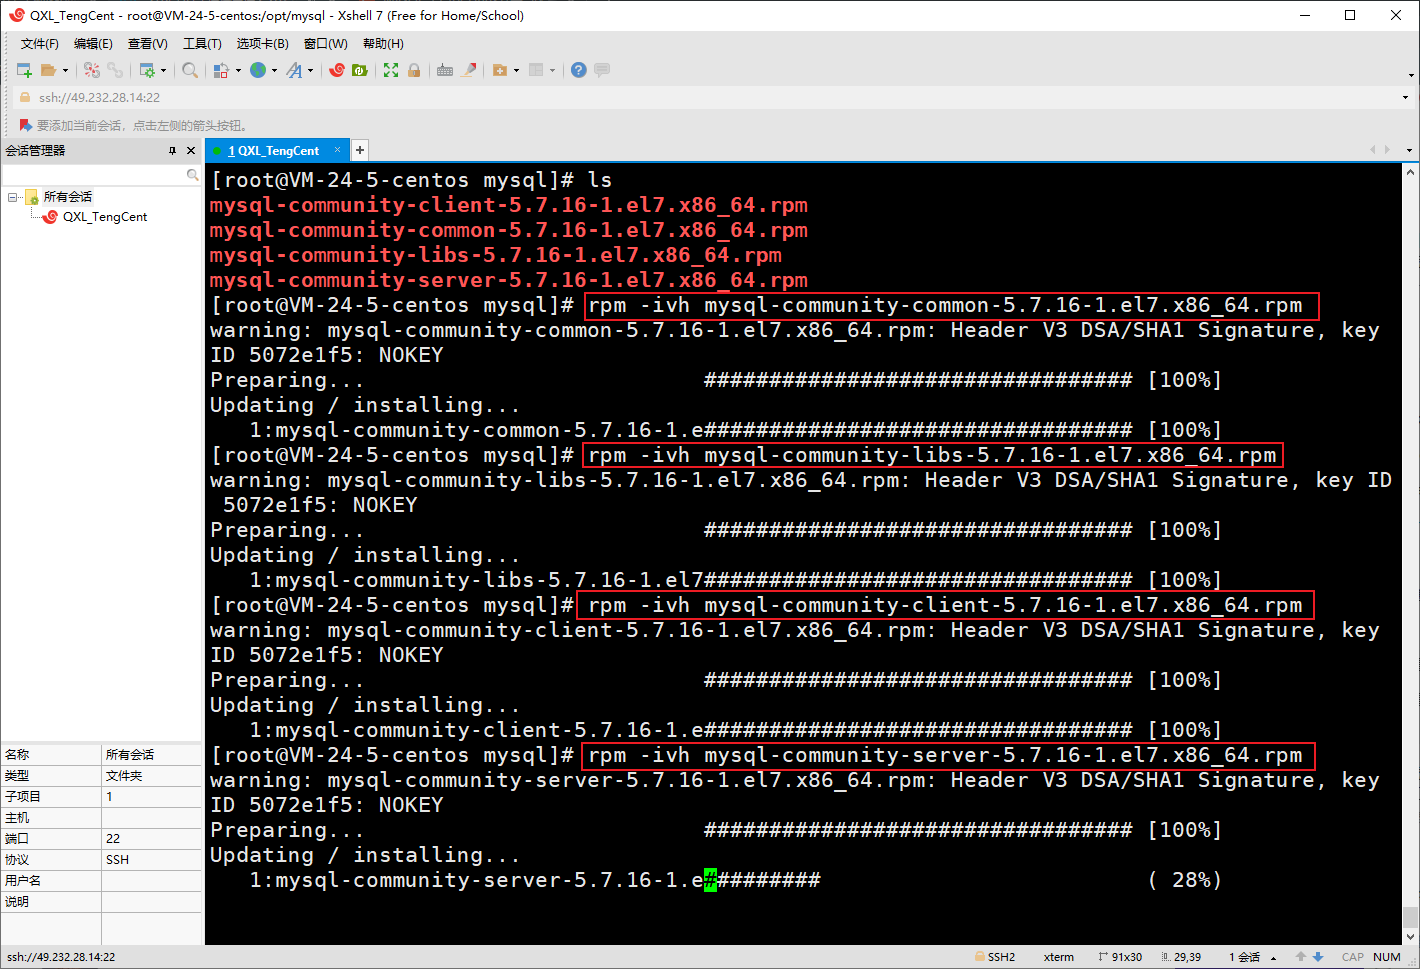 QXL_TengCent - root@VM-24-5-centos:/opt/mysql - Xshell 7 (Free for Home/School)
文件(F) 编辑(E) 查看(V) 工具(T) 选项卡(B) 窗口(W) 帮助(H)
ssh://49.232.28.14:22
要添加当前会话，点击左侧的箭头按钮。
会话管理器
1 QXL_TengCent
所有会话
QXL_TengCent
[root@VM-24-5-centos mysql]# ls
mysql-community-client-5.7.16-1.el7.x86_64.rpm
mysql-community-common-5.7.16-1.el7.x86_64.rpm
mysql-community-libs-5.7.16-1.el7.x86_64.rpm
mysql-community-server-5.7.16-1.el7.x86_64.rpm
[root@VM-24-5-centos mysql]# rpm -ivh mysql-community-common-5.7.16-1.el7.x86_64.rpm
warning: mysql-community-common-5.7.16-1.el7.x86_64.rpm: Header V3 DSA/SHA1 Signature, key
ID 5072e1f5: NOKEY
Preparing... ################################# [100%]
Updating / installing...
1:mysql-community-common-5.7.16-1.e################################# [100%]
[root@VM-24-5-centos mysql]# rpm -ivh mysql-community-libs-5.7.16-1.el7.x86_64.rpm
warning: mysql-community-libs-5.7.16-1.el7.x86_64.rpm: Header V3 DSA/SHA1 Signature, key ID
5072e1f5: NOKEY
Preparing... ################################# [100%]
Updating / installing...
1:mysql-community-libs-5.7.16-1.el7################################# [100%]
[root@VM-24-5-centos mysql]# rpm -ivh mysql-community-client-5.7.16-1.el7.x86_64.rpm
warning: mysql-community-client-5.7.16-1.el7.x86_64.rpm: Header V3 DSA/SHA1 Signature, key
ID 5072e1f5: NOKEY
Preparing... ################################# [100%]
Updating / installing...
1:mysql-community-client-5.7.16-1.e################################# [100%]
[root@VM-24-5-centos mysql]# rpm -ivh mysql-community-server-5.7.16-1.el7.x86_64.rpm
warning: mysql-community-server-5.7.16-1.el7.x86_64.rpm: Header V3 DSA/SHA1 Signature, key
ID 5072e1f5: NOKEY
Preparing... ################################# [100%]
Updating / installing...
1:mysql-community-server-5.7.16-1.e######### ( 28%)
名称 所有会话
类型 文件夹
子项目 1
主机
端口 22
协议 SSH
用户名
说明
ssh://49.232.28.14:22 SSH2 xterm 91x30 29,39 1 会话 CAP NUM